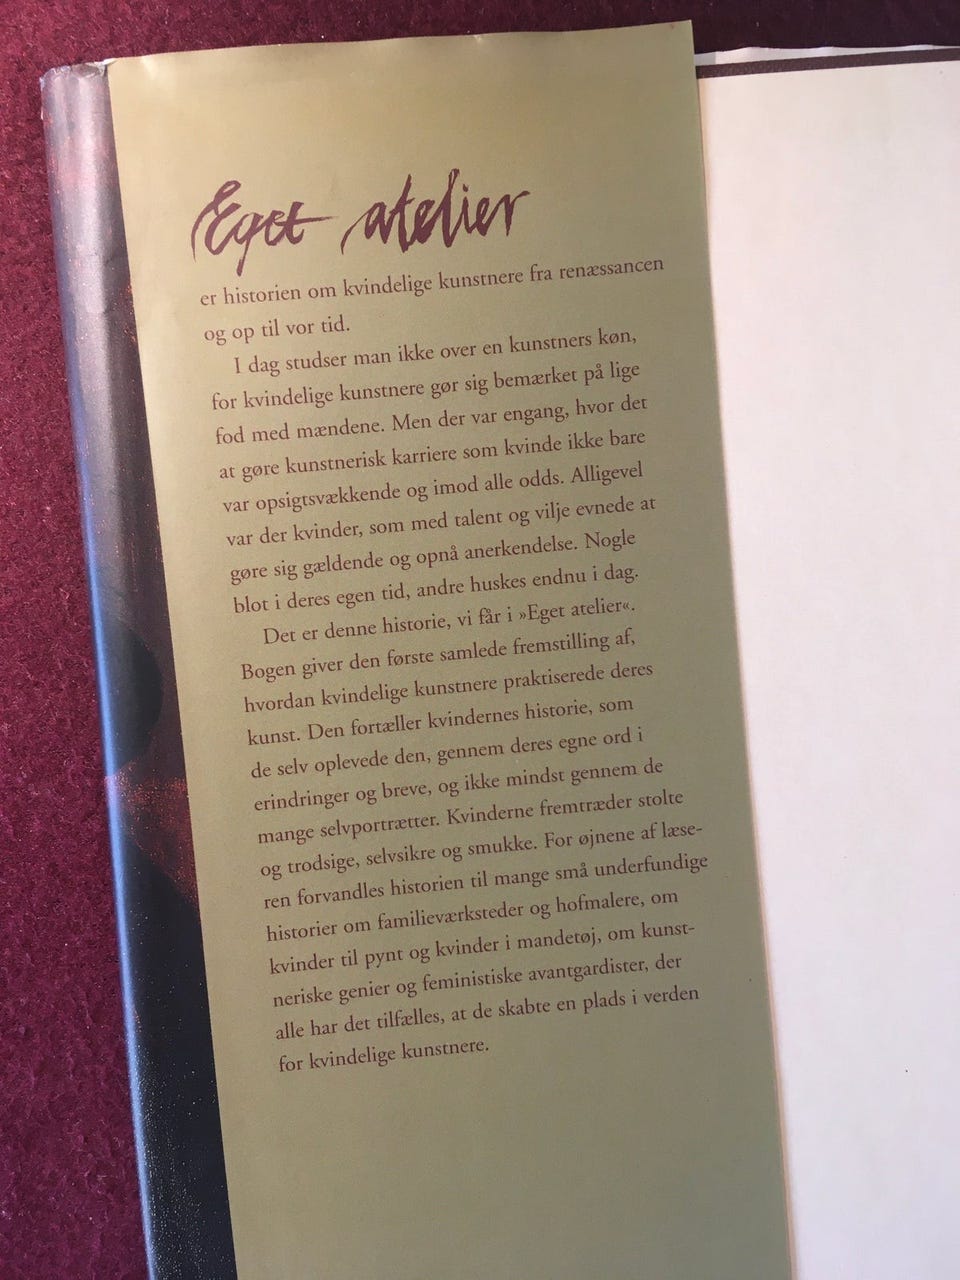 Eget atelier
er historien om kvindelige kunstnere fra renæssancen
og op til vor tid.
I dag studser man ikke over en kunstners køn,
for kvindelige kunstnere gør sig bemærket på lige
fod med mændene. Men der var engang, hvor det
at gøre kunstnerisk karriere som kvinde ikke bare
var opsigtsvækkende og imod alle odds. Alligevel
var der kvinder, som med talent og vilje evnede at
gøre sig gældende og opnå anerkendelse. Nogle
blot i deres egen tid, andre huskes endnu i dag.
Det er denne historie, vi får i »Eget atelier«.
Bogen giver den første samlede fremstilling af,
hvordan kvindelige kunstnere praktiserede deres
kunst. Den fortæller kvindernes historie, som
de selv oplevede den, gennem deres egne ord i
erindringer og breve, og ikke mindst gennem de
mange selvportrætter. Kvinderne fremtræder stolte
og trodsige, selvsikre og smukke. For øjnene af læse-
ren forvandles historien til mange små underfundige
historier om familieværksteder og hofmalere, om
kvinder til pynt og kvinder i mandetøj, om kunst-
neriske genier og feministiske avantgardister, der
alle har det tilfælles, at de skabte en plads i verden
for kvindelige kunstnere.